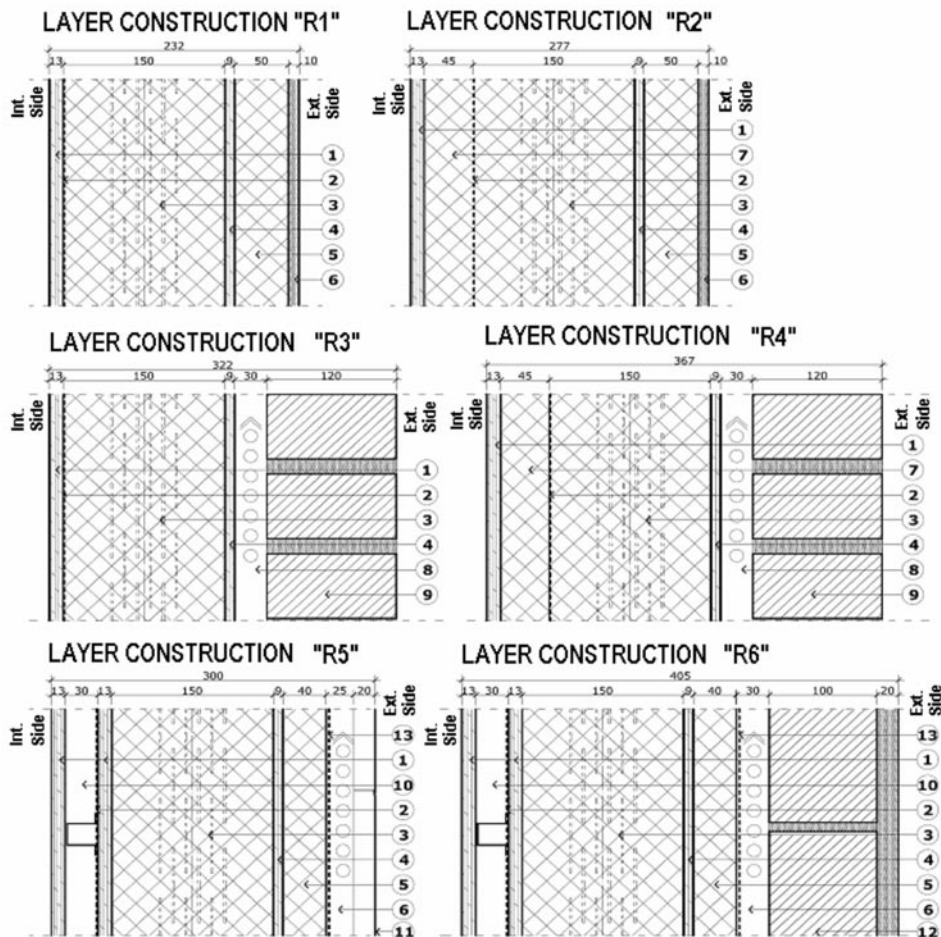 LAYER CONSTRUCTION "R1"
232
13 150 9 50 10
Int. Side
Ext. Side
1
2
3
4
5
6
LAYER CONSTRUCTION "R2"
277
13 45 150 9 50 10
Int. Side
Ext. Side
1
7
2
3
4
5
6
LAYER CONSTRUCTION "R3"
322
13 150 9 30 120
Int. Side
Ext. Side
1
2
3
4
8
9
LAYER CONSTRUCTION "R4"
367
13 45 150 9 30 120
Int. Side
Ext. Side
1
7
2
3
4
8
9
LAYER CONSTRUCTION "R5"
300
13 30 13 150 9 40 25 20
Int. Side
Ext. Side
13
1
10
2
3
4
5
6
11
LAYER CONSTRUCTION "R6"
405
13 30 13 150 9 40 30 100 20
Int. Side
Ext. Side
13
1
10
2
3
4
5
6
12